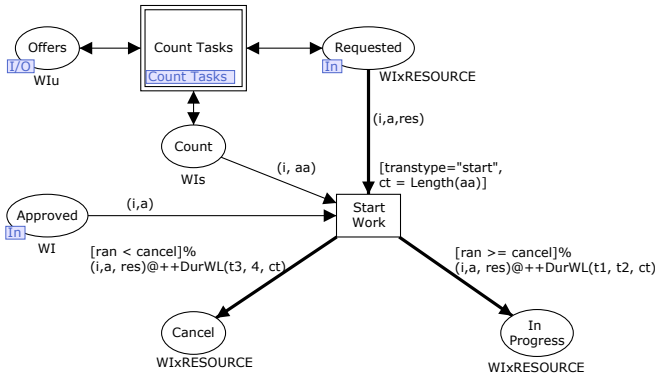 Offers
I/O
WIu
Count Tasks
Count Tasks
Requested
In
WIxRESOURCE
(i,a,res)
Count
WIs
(i, aa)
[transtype="start",
ct = Length(aa)]
Approved
In
WI
(i,a)
Start
Work
[ran < cancel]%
(i,a, res)@++DurWL(t3, 4, ct)
[ran >= cancel]%
(i,a, res)@++DurWL(t1, t2, ct)
Cancel
WIxRESOURCE
In
Progress
WIxRESOURCE